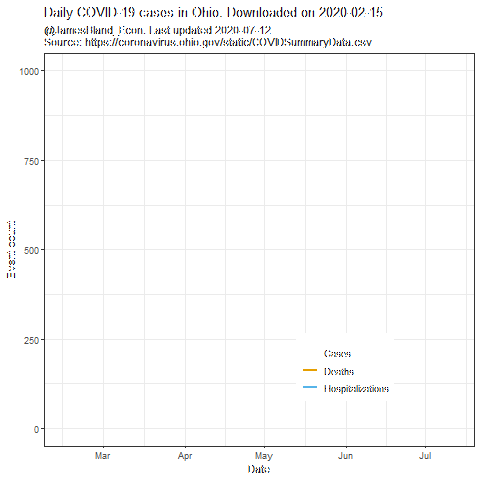 Daily COVID-19 cases in Ohio. Downloaded on 2020-02-15
@JamesBland_Econ. Last updated 2020-07-12
Source: https://coronavirus.ohio.gov/static/COVIDSummaryData.csv
1000
750
500
250
0
Event count
Cases
Deaths
Hospitalizations
Mar Apr May Jun Jul
Date